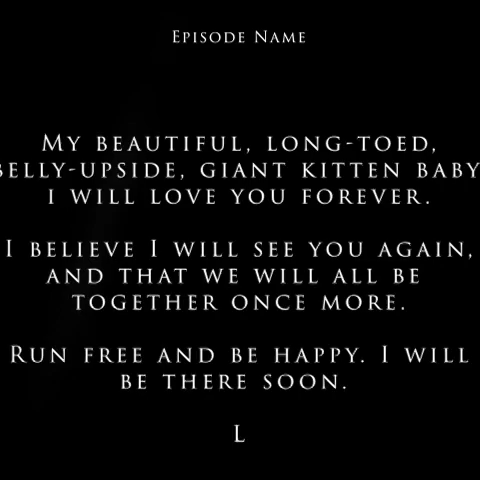 Episode Name
My beautiful, long-toed,
belly-upside, giant kitten baby
i will love you forever.
I believe I will see you again,
and that we will all be
together once more.
Run free and be happy. I will
be there soon.
L